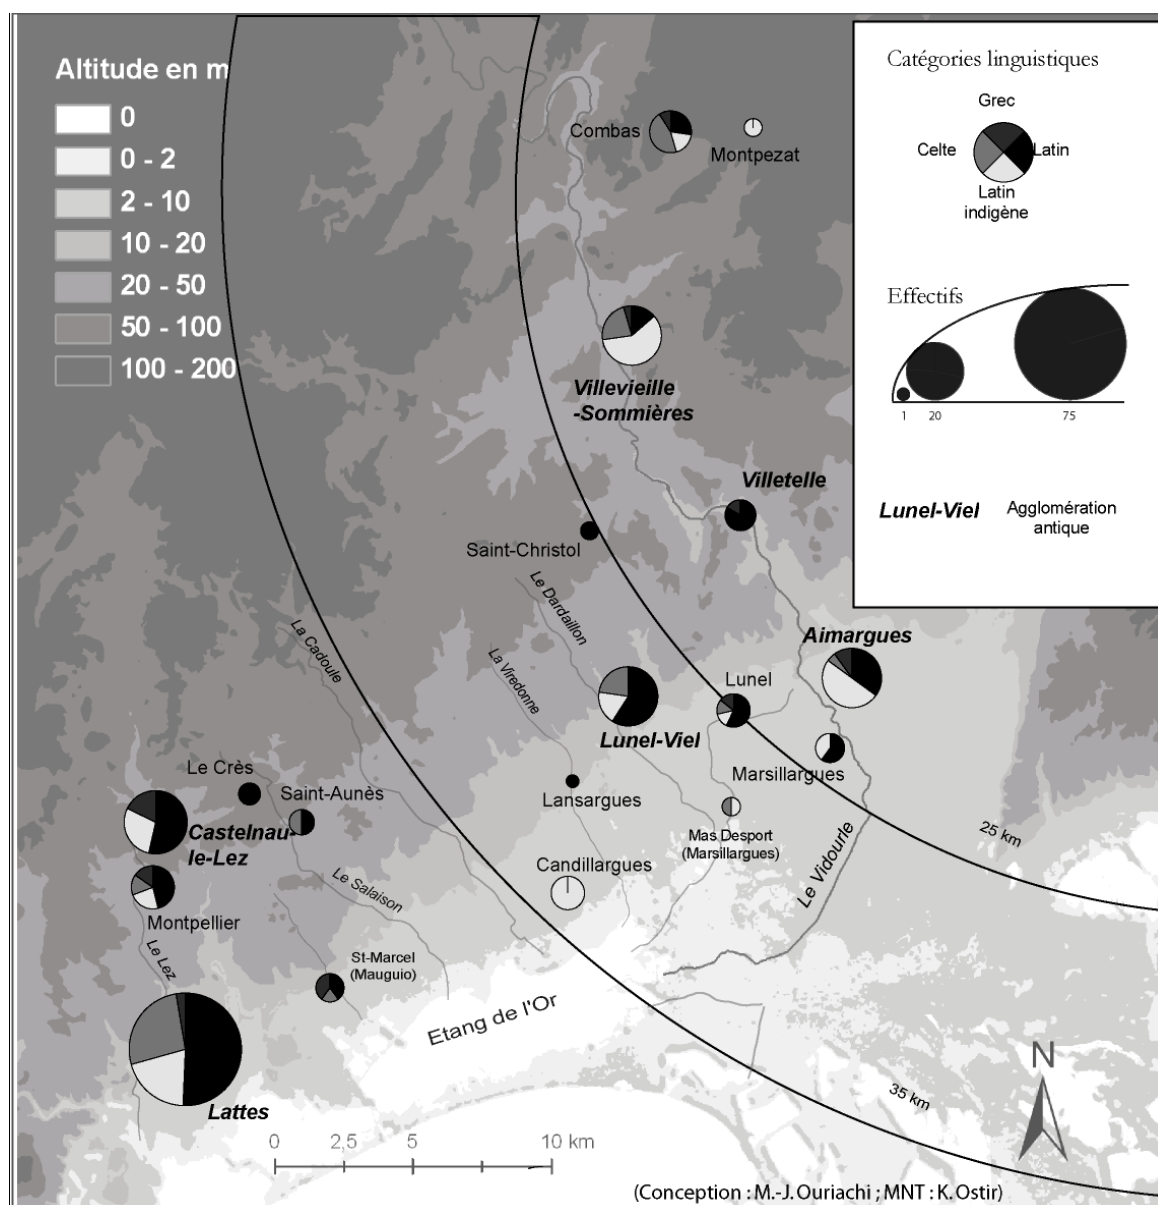 Altitude en m
0
0 - 2
2 - 10
10 - 20
20 - 50
50 - 100
100 - 200
Catégories linguistiques
Grec
Celte
Latin
Latin
indigène
Effectifs
1
20
75
Lunel-Viel
Agglomération
antique
Combas
Montpezat
Villevieille
-Sommières
Villetelle
Saint-Christol
Le Dardaillon
La Viredonne
La Cadoule
Aimargues
Lunel
Lunel-Viel
Marsillargues
Le Crès
Saint-Aunès
Lansargues
Castelnau-
le-Lez
Mas Desport
(Marsillargues)
Candillargues
Le Vidourle
25 km
Le Salaison
Montpellier
Le Lez
St-Marcel
(Mauguio)
Etang de l'Or
35 km
Lattes
N
0
2,5
5
10 km
(Conception : M.-J. Ouriachi ; MNT : K. Ostir)